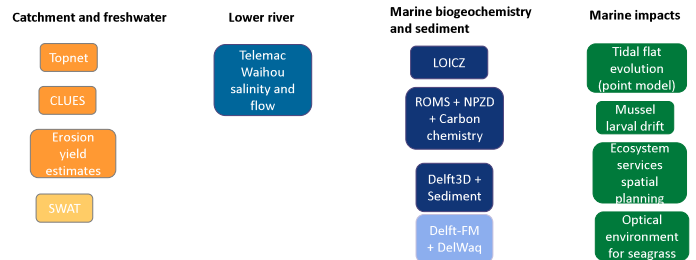 Catchment and freshwater
Topnet
CLUES
Erosion
yield
estimates
SWAT
Lower river
Telemac
Waihou
salinity and
flow
Marine biogeochemistry
and sediment
LOICZ
ROMS + NPZD
+ Carbon
chemistry
Delft3D +
Sediment
Delft-FM
+ DelWaq
Marine impacts
Tidal flat
evolution
(point model)
Mussel
larval drift
Ecosystem
services
spatial
planning
Optical
environment
for seagrass